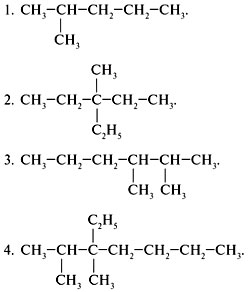 1. CH₃–CH–CH₂–CH₂–CH₃.
CH₃
CH₃
2. CH₃–CH₂–C–CH₂–CH₃.
C₂H₅
3. CH₃–CH₂–CH₂–CH–CH–CH₃.
CH₃ CH₃
C₂H₅
4. CH₃–CH–C–CH₂–CH₂–CH₂–CH₃.
CH₃ CH₃